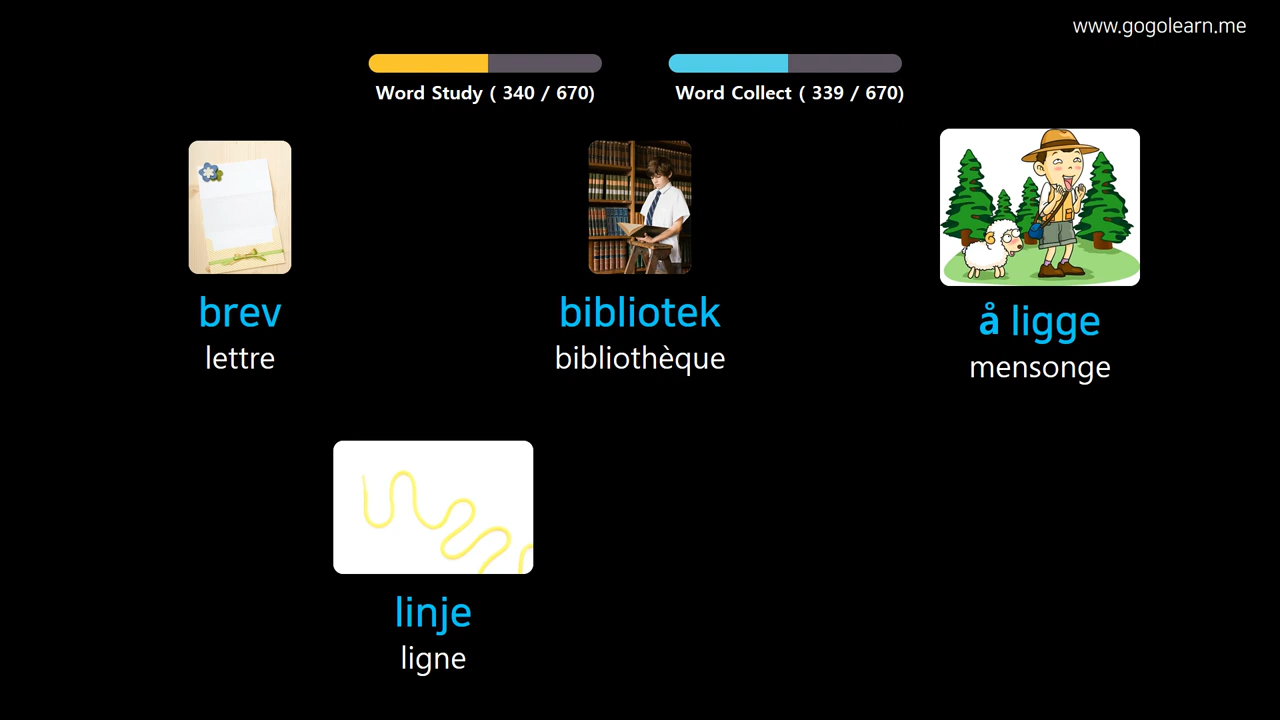 www.gogolearn.me
Word Study ( 340 / 670)
Word Collect ( 339 / 670)
brev
lettre
bibliotek
bibliothèque
å ligge
mensonge
linje
ligne